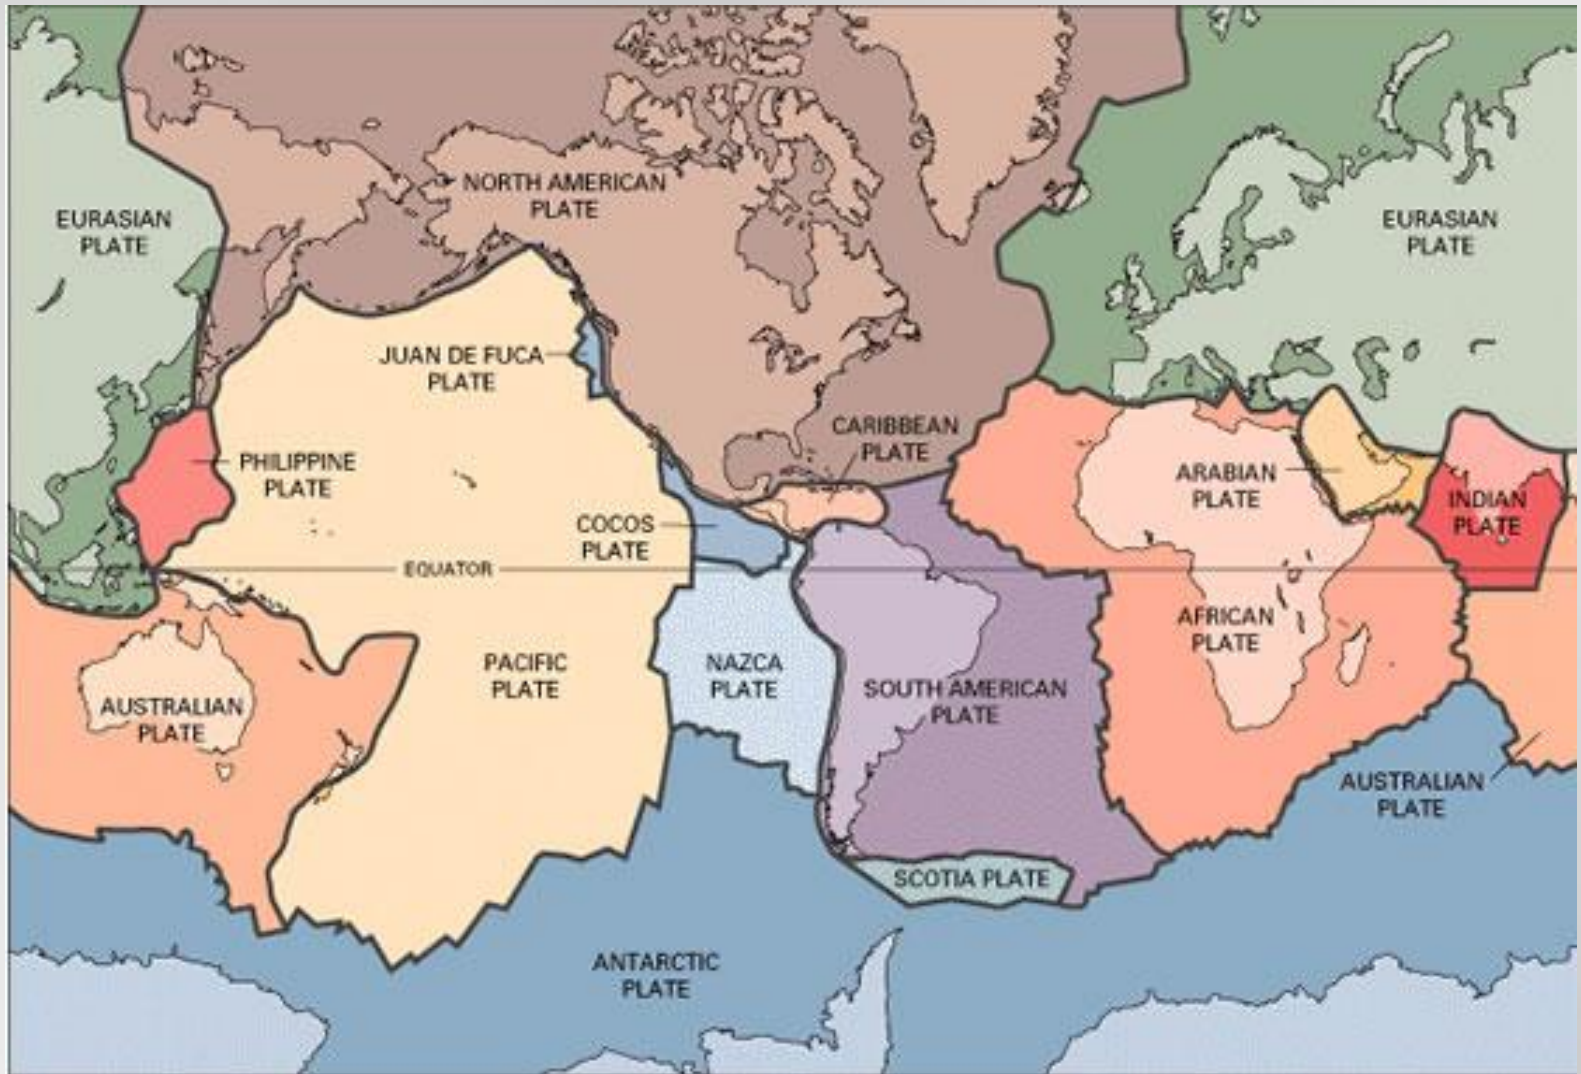 NORTH AMERICAN
PLATE
EURASIAN
PLATE
EURASIAN
PLATE
JUAN DE FUCA
PLATE
CARIBBEAN
PLATE
PHILIPPINE
PLATE
ARABIAN
PLATE
INDIAN
PLATE
COCOS
PLATE
EQUATOR
AFRICAN
PLATE
PACIFIC
PLATE
NAZCA
PLATE
SOUTH AMERICAN
PLATE
AUSTRALIAN
PLATE
AUSTRALIAN
PLATE
SCOTIA PLATE
ANTARCTIC
PLATE